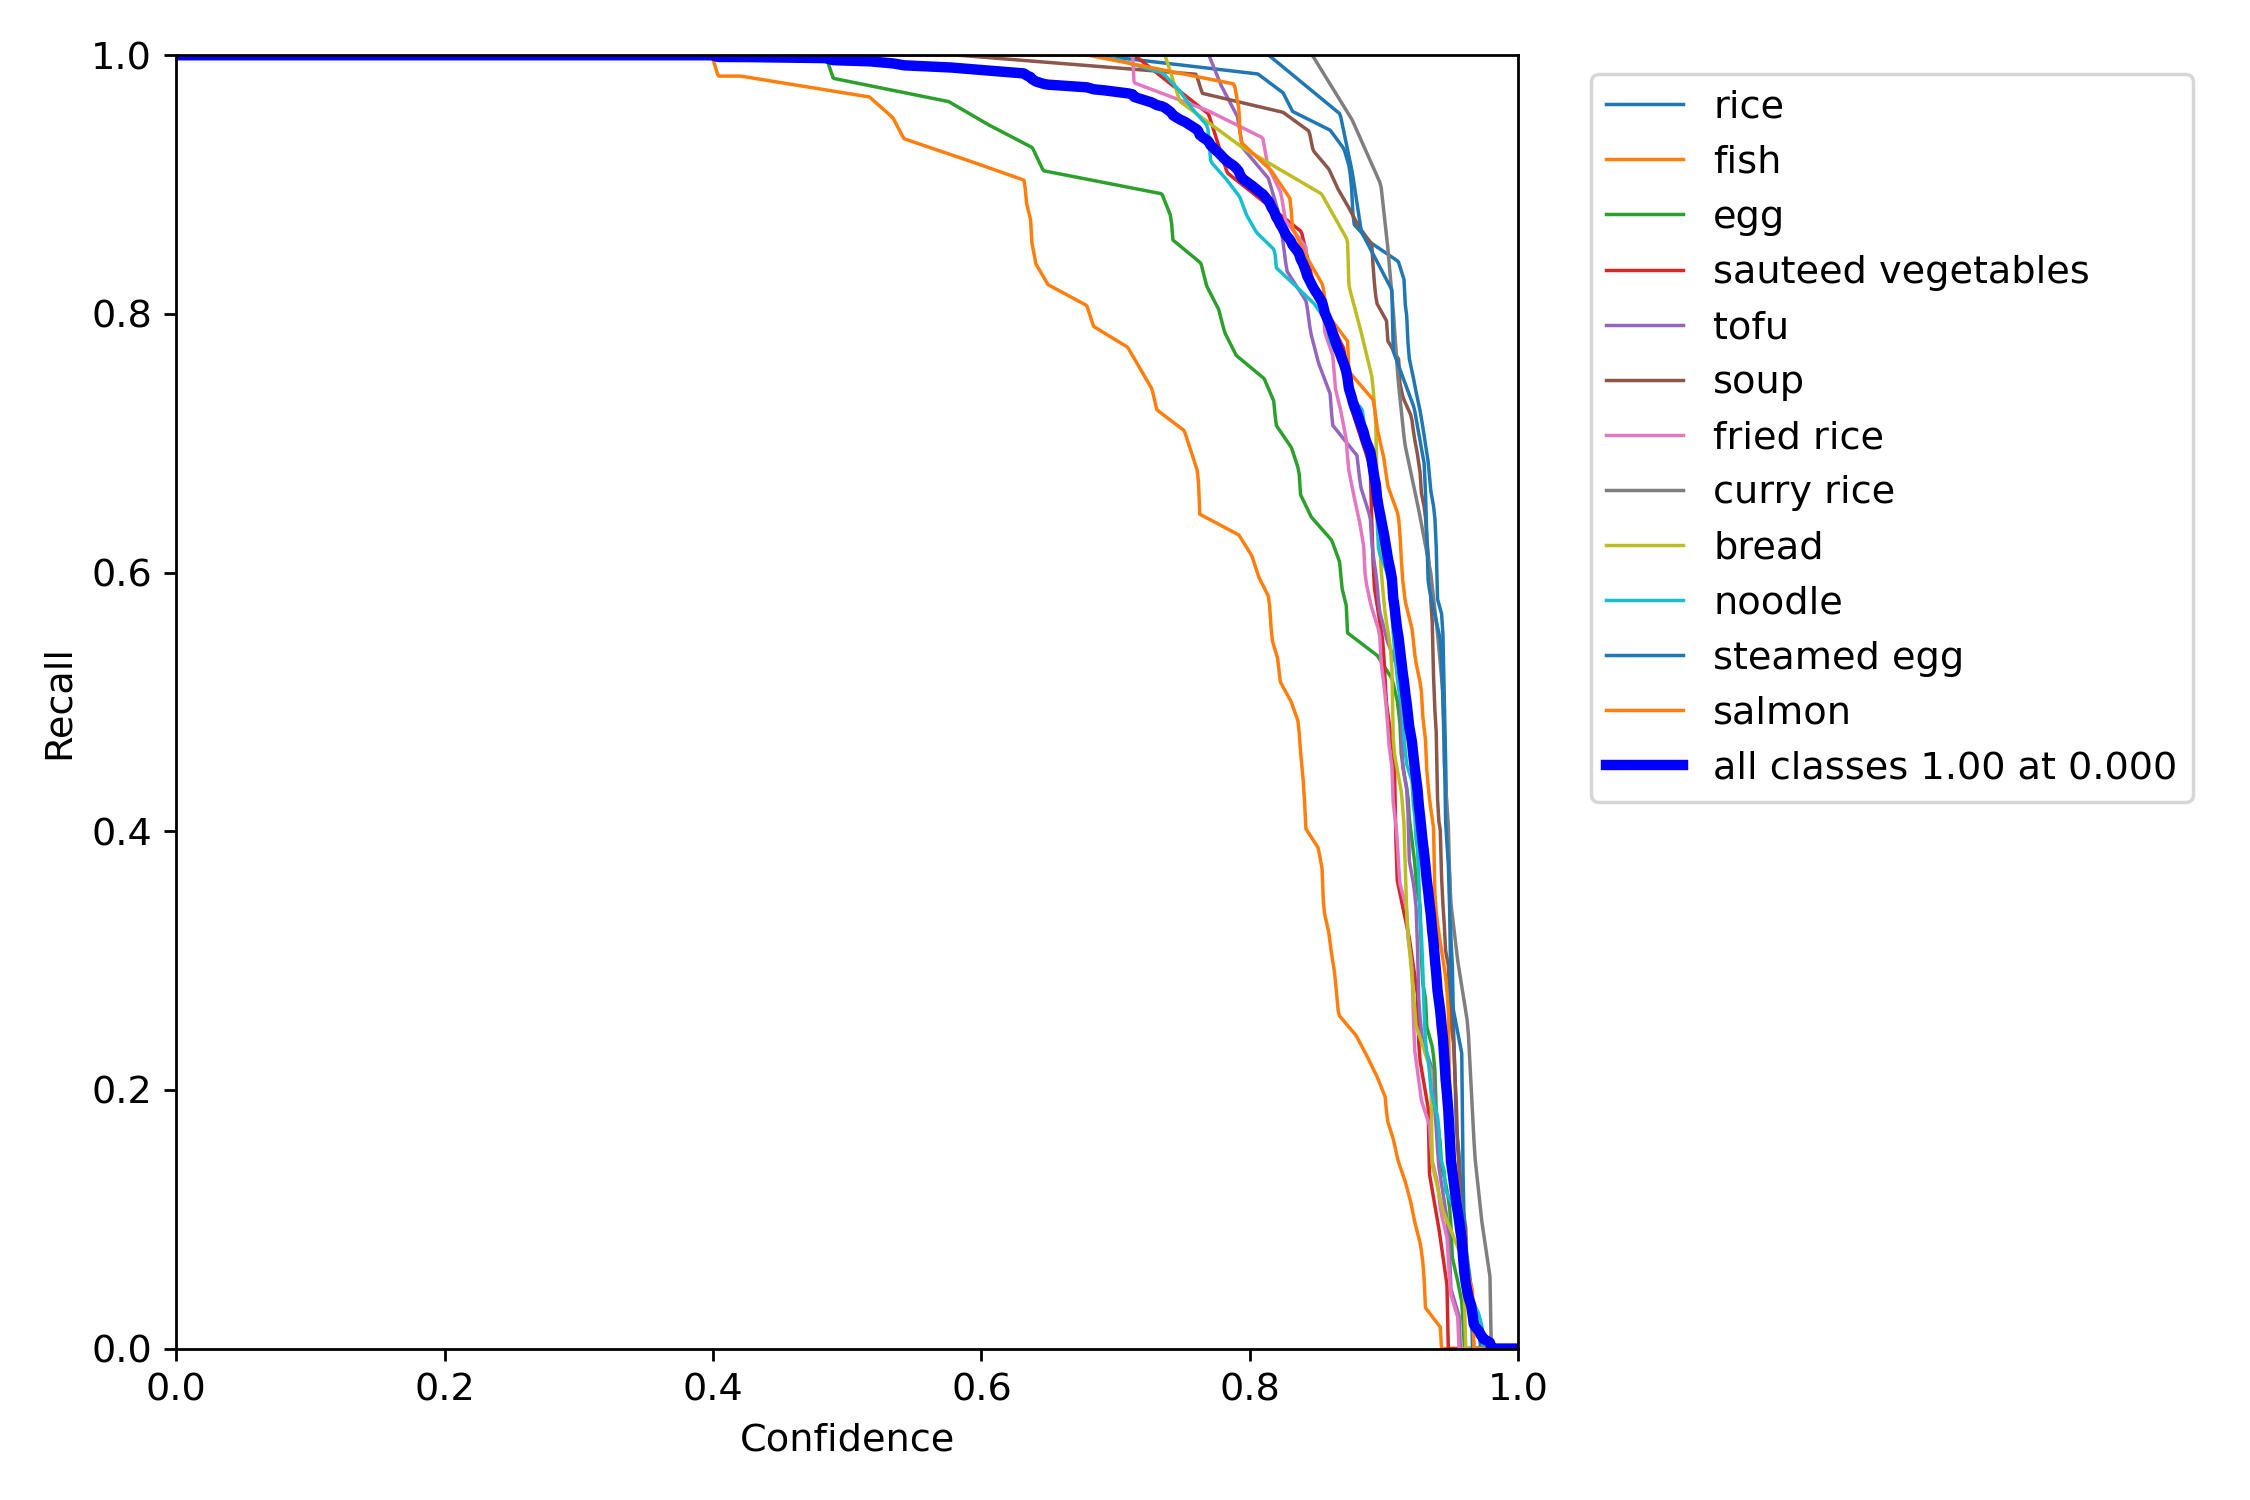 1.0
0.8
0.6
0.4
0.2
0.0
Recall
0.0 0.2 0.4 0.6 0.8 1.0
Confidence
rice
fish
egg
sauteed vegetables
tofu
soup
fried rice
curry rice
bread
noodle
steamed egg
salmon
all classes 1.00 at 0.000